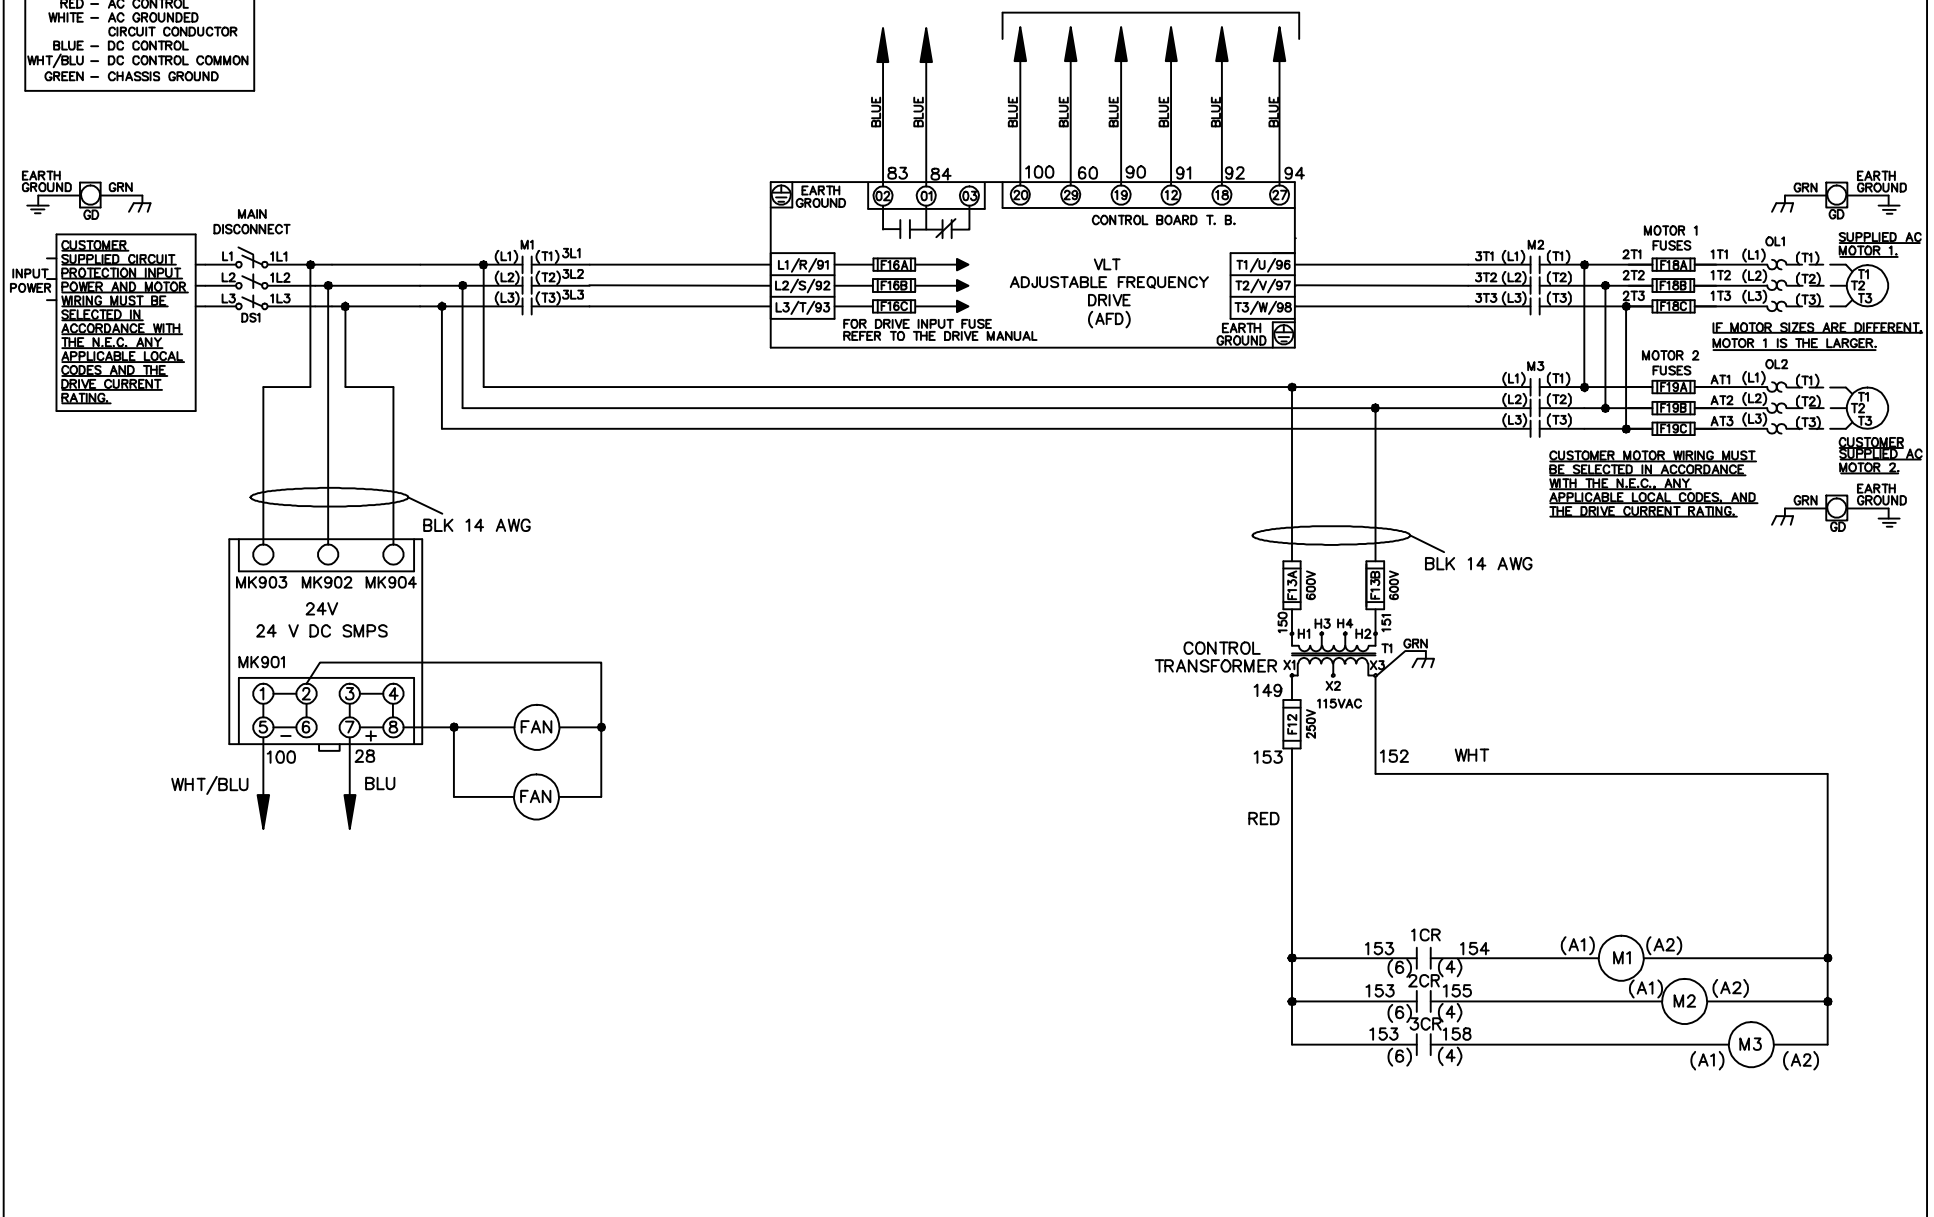 RED – AC CONTROL
WHITE – AC GROUNDED
CIRCUIT CONDUCTOR
BLUE – DC CONTROL
WHT/BLU – DC CONTROL COMMON
GREEN – CHASSIS GROUND
BLUE BLUE BLUE BLUE BLUE BLUE BLUE BLUE
83 84 100 60 90 91 92 94
EARTH
GROUND
02 01 03 20 29 19 12 18 27
CONTROL BOARD T. B.
EARTH
GROUND GRN
GD
MAIN
DISCONNECT
CUSTOMER
SUPPLIED CIRCUIT
PROTECTION INPUT
POWER AND MOTOR
WIRING MUST BE
SELECTED IN
ACCORDANCE WITH
THE N.E.C. ANY
APPLICABLE LOCAL
CODES AND THE
DRIVE CURRENT
RATING.
INPUT
POWER
L1 1L1
L2 1L2
L3 1L3
DS1
M1
(L1) (T1) 3L1
(L2) (T2) 3L2
(L3) (T3) 3L3
L1/R/91 F16A
L2/S/92 F16B
L3/T/93 F16C
FOR DRIVE INPUT FUSE
REFER TO THE DRIVE MANUAL
VLT
ADJUSTABLE FREQUENCY
DRIVE
(AFD)
T1/U/96
T2/V/97
T3/W/98
EARTH
GROUND
M2
3T1 (L1) (T1)
3T2 (L2) (T2)
3T3 (L3) (T3)
MOTOR 1
FUSES
2T1 F18A 1T1 (L1) OL1 (T1)
2T2 F18B 1T2 (L2) (T2)
2T3 F18C 1T3 (L3) (T3)
GRN EARTH
GROUND
GD
SUPPLIED AC
MOTOR 1.
T1
T2
T3
IF MOTOR SIZES ARE DIFFERENT,
MOTOR 1 IS THE LARGER.
M3
(L1) (T1)
(L2) (T2)
(L3) (T3)
MOTOR 2
FUSES
F19A AT1 (L1) OL2 (T1)
F19B AT2 (L2) (T2)
F19C AT3 (L3) (T3)
T1
T2
T3
CUSTOMER
SUPPLIED AC
MOTOR 2.
CUSTOMER MOTOR WIRING MUST
BE SELECTED IN ACCORDANCE
WITH THE N.E.C., ANY
APPLICABLE LOCAL CODES, AND
THE DRIVE CURRENT RATING.
GRN EARTH
GROUND
GD
BLK 14 AWG
MK903 MK902 MK904
24V
24 V DC SMPS
MK901
1 2 3 4
5 – 6 7 + 8
100 28
WHT/BLU BLU
FAN
FAN
BLK 14 AWG
F13A 600V F13B 600V
150 151
H1 H3 H4 H2
T1 GRN
CONTROL
TRANSFORMER X1 X3
X2
115VAC
149
F12 250V
153 152 WHT
RED
1CR
153 154 (A1) M1 (A2)
(6) (4)
2CR
153 155 (A1) M2 (A2)
(6) (4)
3CR
153 158 M3
(6) (4) (A1) (A2)